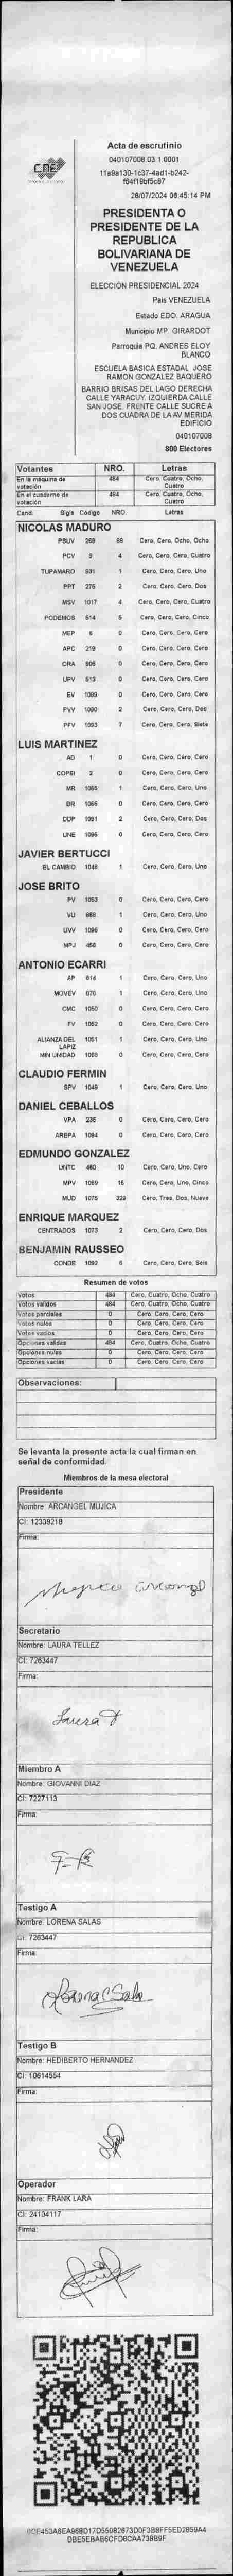 Acta de escrutinio
040107008.03.1.0001
11a9a130-1c37-4ad1-b242-
f64f19bf5c87
28/07/2024 06:45:14 PM
PRESIDENTA O
PRESIDENTE DE LA
REPUBLICA
BOLIVARIANA DE
VENEZUELA
ELECCIÓN PRESIDENCIAL 2024
País VENEZUELA
Estado EDO. ARAGUA
Municipio MP. GIRARDOT
Parroquia PQ. ANDRES ELOY
BLANCO
ESCUELA BASICA ESTADAL JOSE
RAMON GONZALEZ BAQUERO
BARRIO BRISAS DEL LAGO DERECHA
CALLE YARACUY. IZQUIERDA CALLE
SAN JOSE. FRENTE CALLE SUCRE A
DOS CUADRA DE LA AV MERIDA
EDIFICIO
040107008
800 Electores
Votantes NRO. Letras
En la máquina de votación 484 Cero, Cuatro, Ocho, Cuatro
En el cuaderno de votación 484 Cero, Cuatro, Ocho, Cuatro
Cand. Sigla Código NRO. Letras
NICOLAS MADURO
PSUV 269 88 Cero, Cero, Ocho, Ocho
PCV 9 4 Cero, Cero, Cero, Cuatro
TUPAMARO 931 1 Cero, Cero, Cero, Uno
PPT 276 2 Cero, Cero, Cero, Dos
MSV 1017 4 Cero, Cero, Cero, Cuatro
PODEMOS 514 5 Cero, Cero, Cero, Cinco
MEP 6 0 Cero, Cero, Cero, Cero
APC 219 0 Cero, Cero, Cero, Cero
ORA 906 0 Cero, Cero, Cero, Cero
UPV 513 0 Cero, Cero, Cero, Cero
EV 1089 0 Cero, Cero, Cero, Cero
PVV 1090 2 Cero, Cero, Cero, Dos
PFV 1093 7 Cero, Cero, Cero, Siete
LUIS MARTINEZ
AD 1 0 Cero, Cero, Cero, Cero
COPEI 2 0 Cero, Cero, Cero, Cero
MR 1065 1 Cero, Cero, Cero, Uno
BR 1066 0 Cero, Cero, Cero, Cero
DDP 1091 2 Cero, Cero, Cero, Dos
UNE 1095 0 Cero, Cero, Cero, Cero
JAVIER BERTUCCI
EL CAMBIO 1048 1 Cero, Cero, Cero, Uno
JOSE BRITO
PV 1053 0 Cero, Cero, Cero, Cero
VU 968 1 Cero, Cero, Cero, Uno
UVV 1096 0 Cero, Cero, Cero, Cero
MPJ 458 0 Cero, Cero, Cero, Cero
ANTONIO ECARRI
AP 914 1 Cero, Cero, Cero, Uno
MOVEV 978 1 Cero, Cero, Cero, Uno
CMC 1050 0 Cero, Cero, Cero, Cero
FV 1062 0 Cero, Cero, Cero, Cero
ALIANZA DEL LAPIZ 1051 1 Cero, Cero, Cero, Uno
MIN UNIDAD 1068 0 Cero, Cero, Cero, Cero
CLAUDIO FERMIN
SPV 1049 1 Cero, Cero, Cero, Uno
DANIEL CEBALLOS
VPA 236 0 Cero, Cero, Cero, Cero
AREPA 1094 0 Cero, Cero, Cero, Cero
EDMUNDO GONZALEZ
UNTC 460 10 Cero, Cero, Uno, Cero
MPV 1069 15 Cero, Cero, Uno, Cinco
MUD 1075 329 Cero, Tres, Dos, Nueve
ENRIQUE MARQUEZ
CENTRADOS 1073 2 Cero, Cero, Cero, Dos
BENJAMIN RAUSSEO
CONDE 1092 6 Cero, Cero, Cero, Seis
Resumen de votos
Votos 484 Cero, Cuatro, Ocho, Cuatro
Votos válidos 484 Cero, Cuatro, Ocho, Cuatro
Votos parciales 0 Cero, Cero, Cero, Cero
Votos nulos 0 Cero, Cero, Cero, Cero
Votos vacíos 0 Cero, Cero, Cero, Cero
Opciones válidas 484 Cero, Cuatro, Ocho, Cuatro
Opciones nulas 0 Cero, Cero, Cero, Cero
Opciones vacías 0 Cero, Cero, Cero, Cero
Observaciones:
Se levanta la presente acta la cual firman en
señal de conformidad.
Miembros de la mesa electoral
Presidente
Nombre: ARCANGEL MUJICA
CI: 12339218
Firma:
Secretario
Nombre: LAURA TELLEZ
CI: 7263447
Firma:
Laura T
Miembro A
Nombre: GIOVANNI DIAZ
CI: 7227113
Firma:
Testigo A
Nombre: LORENA SALAS
CI: 7263447
Firma:
Testigo B
Nombre: HEDIBERTO HERNANDEZ
CI: 10614554
Firma:
Operador
Nombre: FRANK LARA
CI: 24104117
Firma: